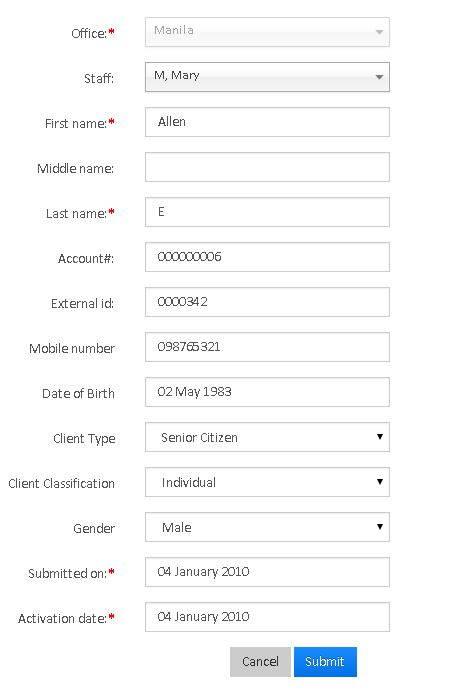 Office:* Manila
Staff: M, Mary
First name:* Allen
Middle name:
Last name:* E
Account#: 000000006
External id: 0000342
Mobile number 098765321
Date of Birth 02 May 1983
Client Type Senior Citizen
Client Classification Individual
Gender Male
Submitted on:* 04 January 2010
Activation date:* 04 January 2010
Cancel Submit